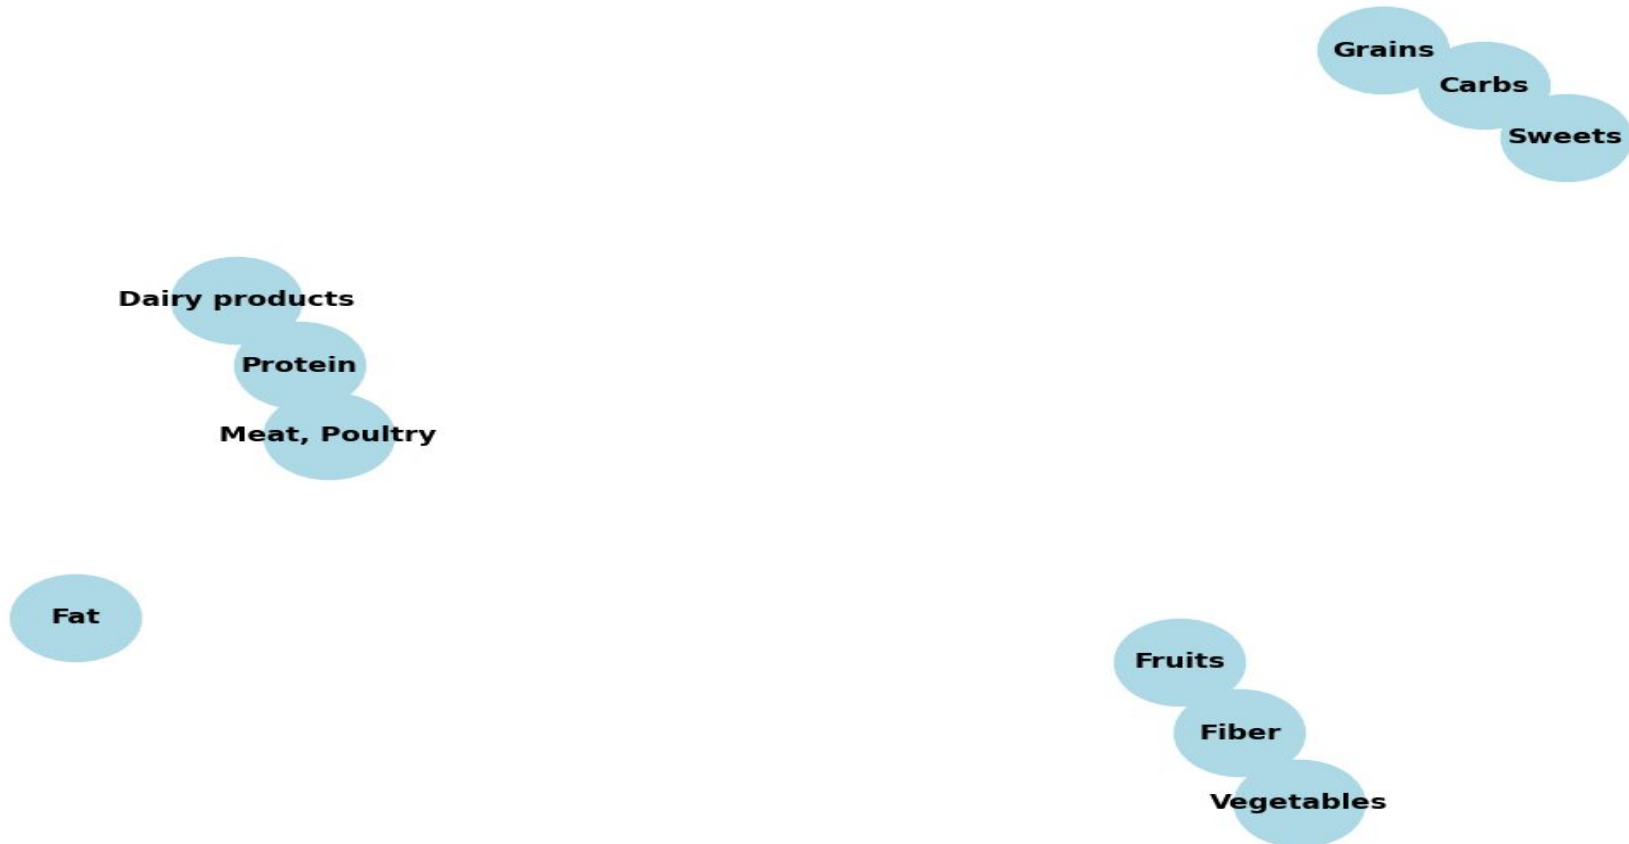 Grains
Carbs
Sweets
Dairy products
Protein
Meat, Poultry
Fat
Fruits
Fiber
Vegetables